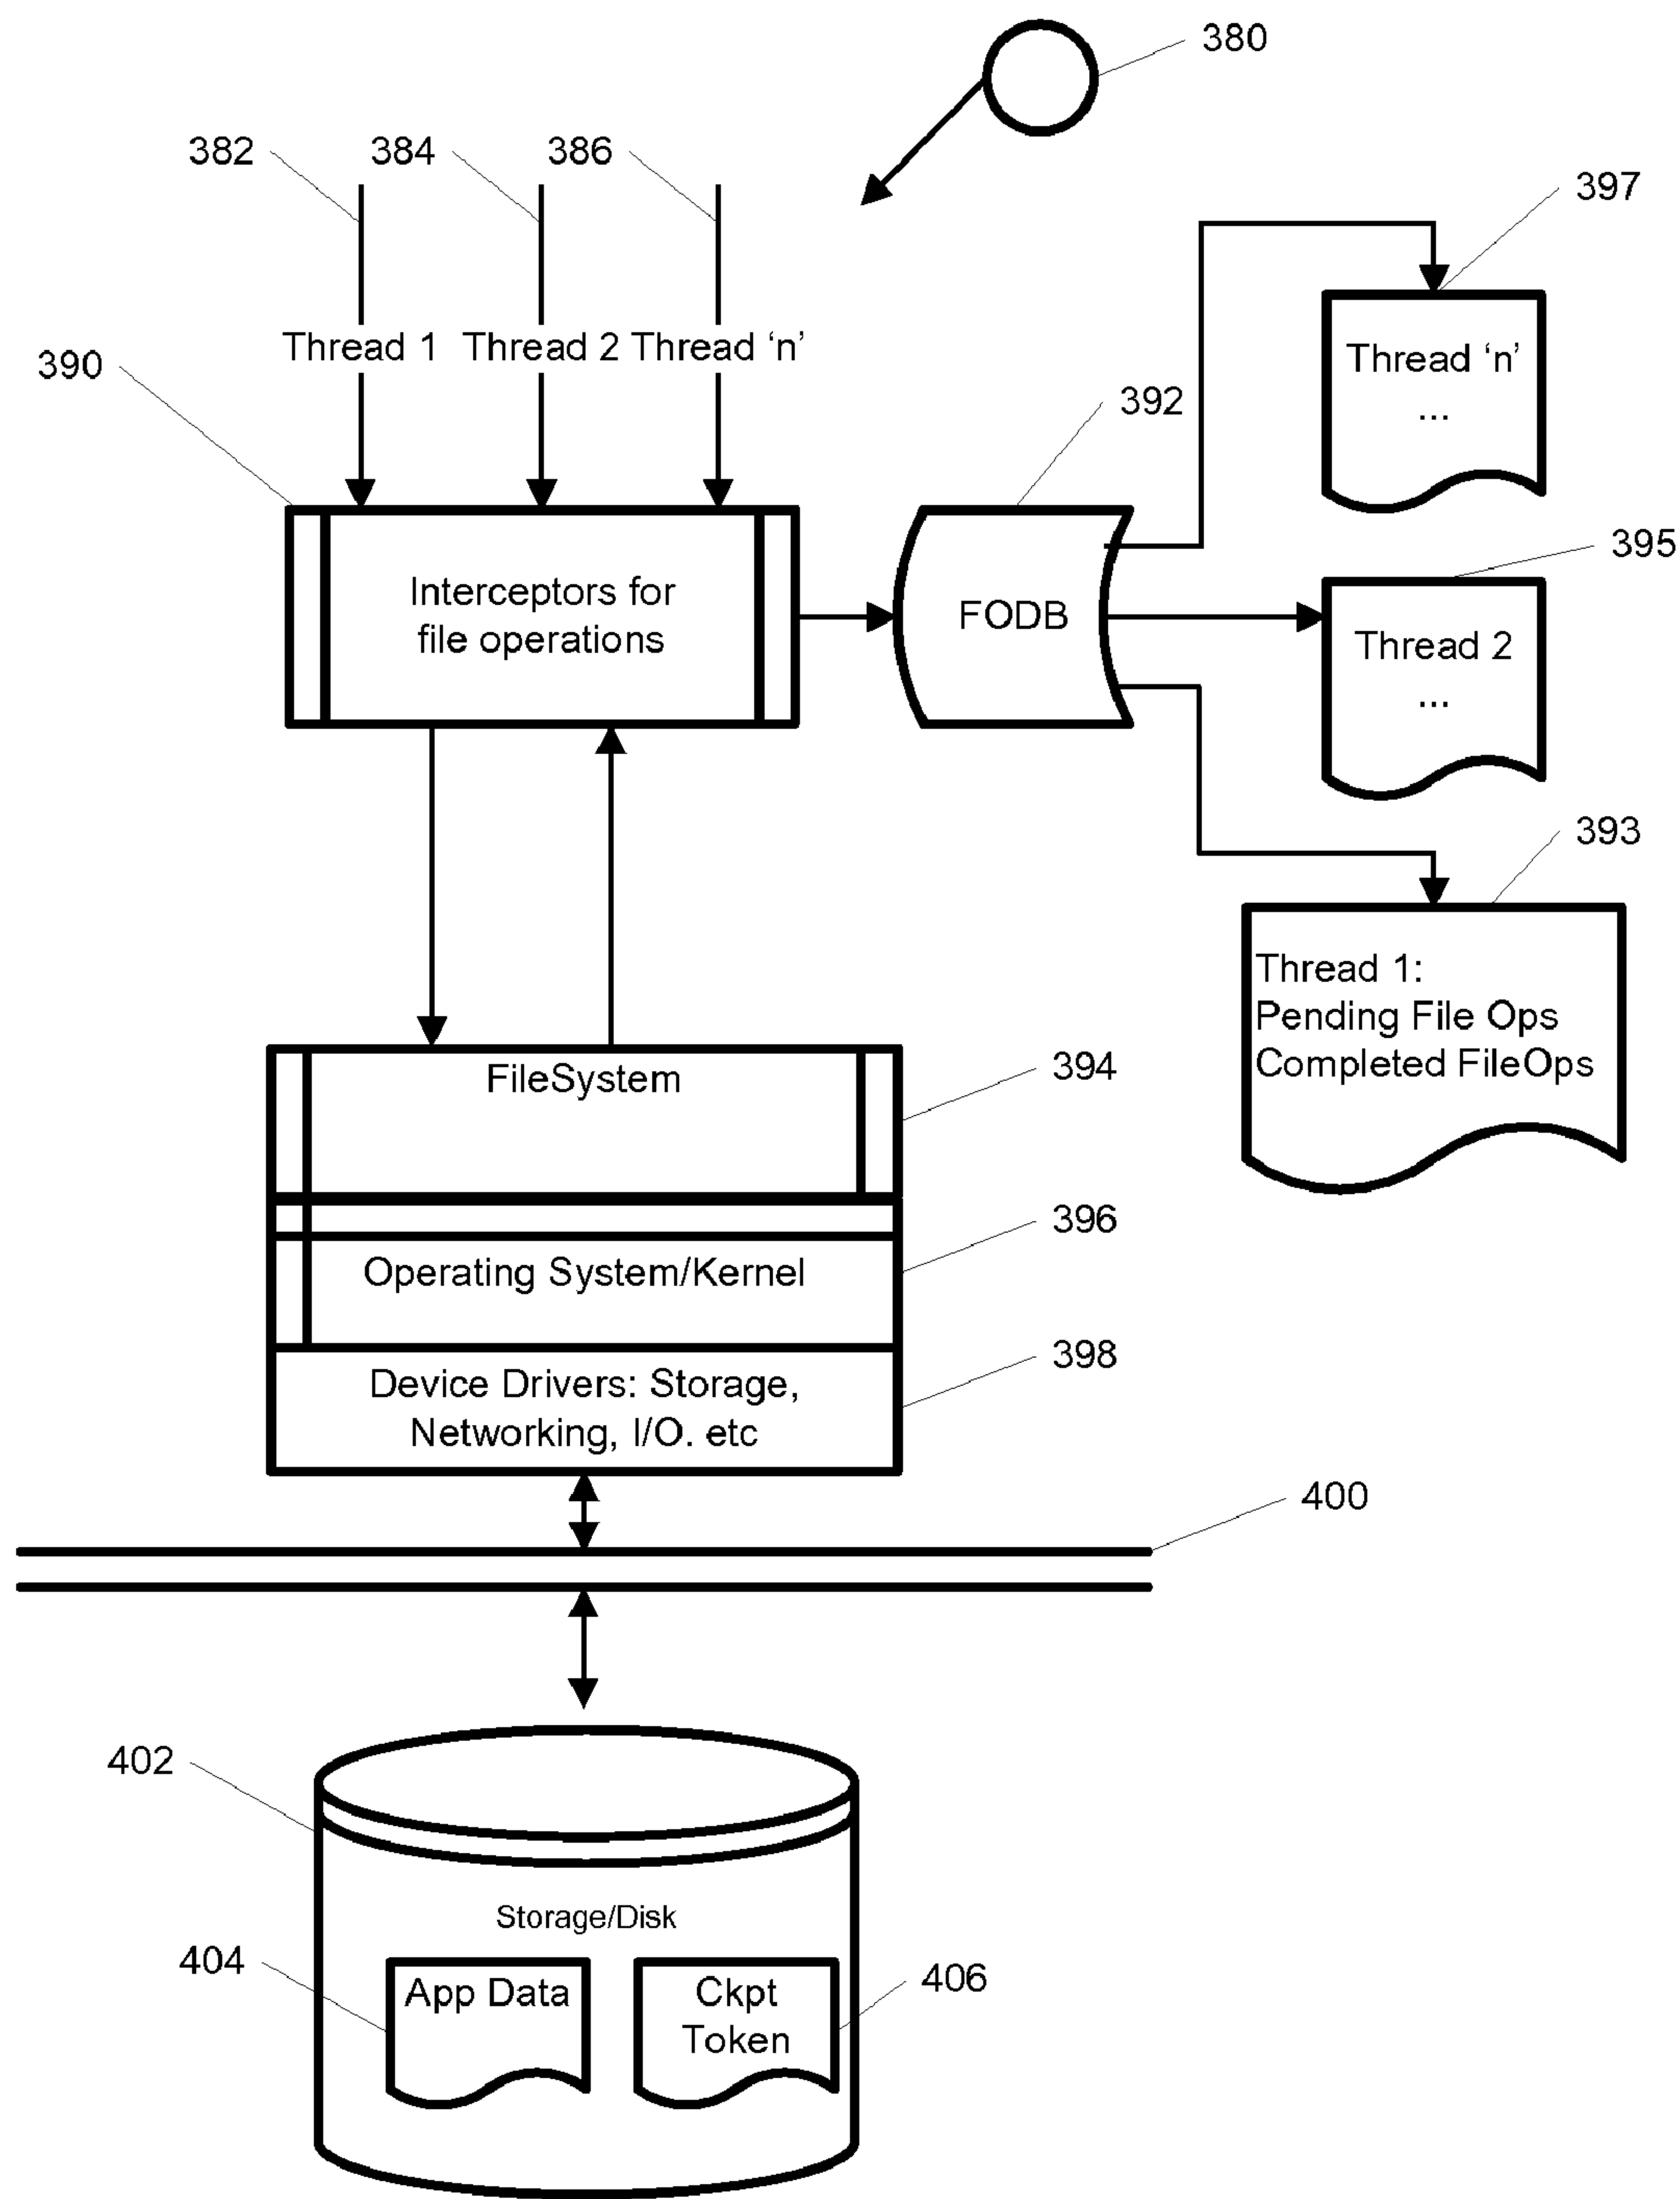 380
382
384
386
397
Thread 1
Thread 2
Thread ‘n’
390
Thread ‘n’
...
392
395
Interceptors for
file operations
FODB
Thread 2
...
393
Thread 1:
Pending File Ops
Completed FileOps
FileSystem
394
396
Operating System/Kernel
398
Device Drivers: Storage,
Networking, I/O. etc
400
402
Storage/Disk
404
App Data
Ckpt
Token
406